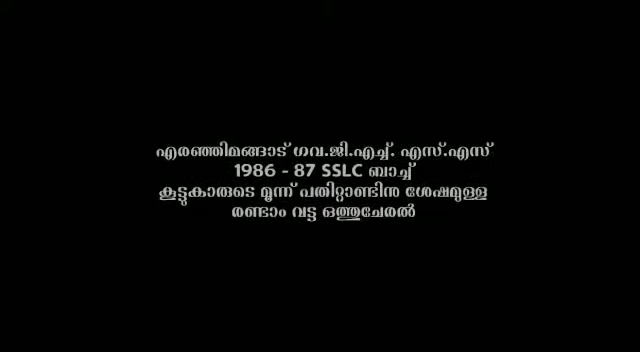 എരഞ്ഞിമങ്ങാട് ഗവ.ജി.എച്ച്. എസ്.എസ്
1986 - 87 SSLC ബാച്ച്
കൂട്ടുകാരുടെ മൂന്ന് പതിറ്റാണ്ടിനു ശേഷമുള്ള
രണ്ടാം വട്ട ഒത്തുചേരൽ